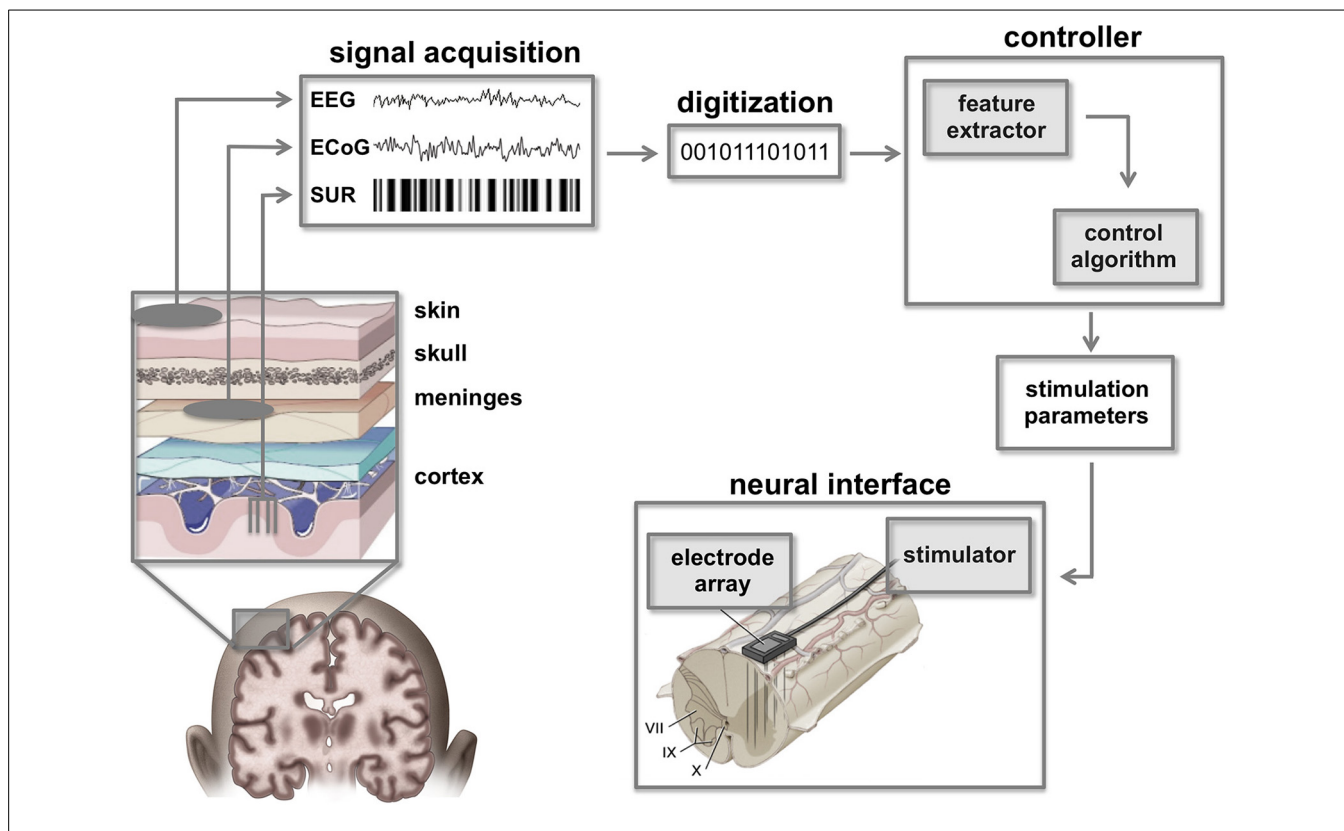 signal acquisition
EEG
ECoG
SUR
digitization
001011101011
controller
feature
extractor
control
algorithm
skin
skull
meninges
cortex
stimulation
parameters
neural interface
electrode
array
stimulator
VII
IX
X